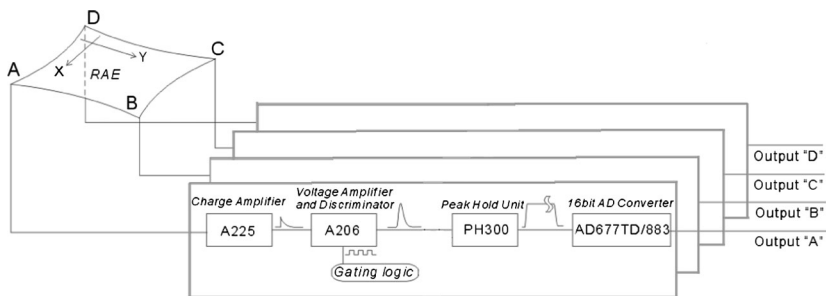 D
C
Y
X
RAE
A
B
Output "D"
Output "C"
Output "B"
Output "A"
Charge Amplifier
Voltage Amplifier
and Discriminator
Peak Hold Unit
16bit AD Converter
A225
A206
PH300
AD677TD/883
Gating logic